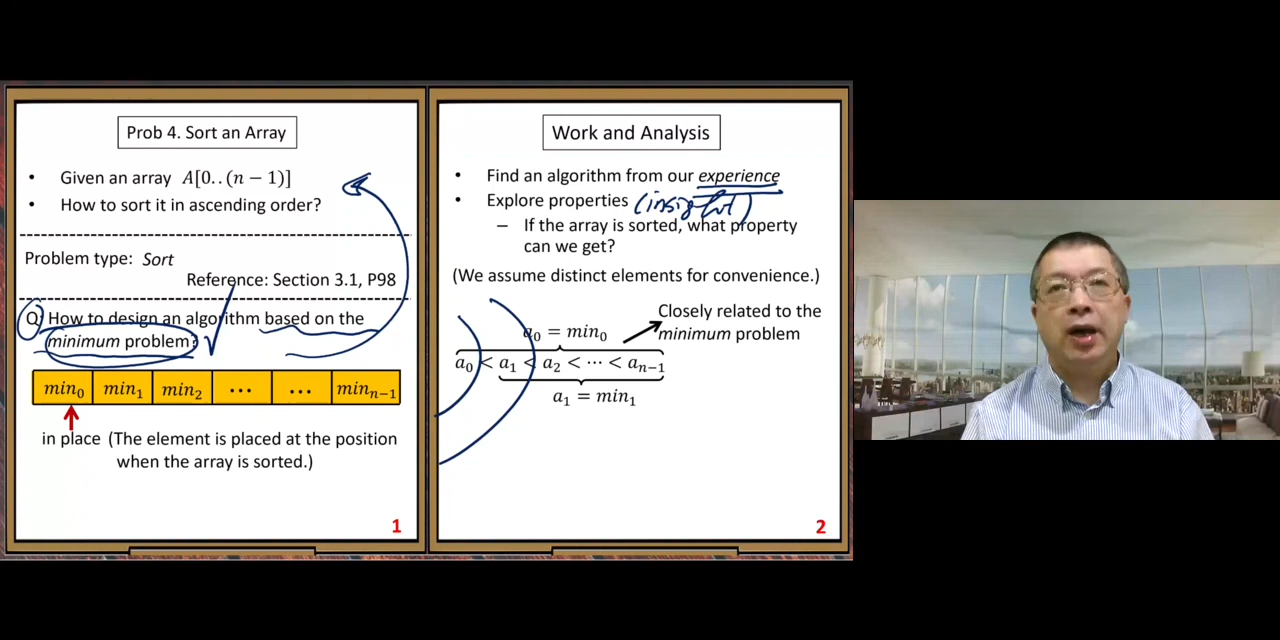 Prob 4. Sort an Array
• Given an array A[0..(n − 1)]
• How to sort it in ascending order?
Problem type: Sort
Reference: Section 3.1, P98
Q: How to design an algorithm based on the
minimum problem?
min₀ min₁ min₂ ⋯ ⋯ minₙ₋₁
in place (The element is placed at the position
when the array is sorted.)
1
Work and Analysis
• Find an algorithm from our experience
• Explore properties (insight)
– If the array is sorted, what property
can we get?
(We assume distinct elements for convenience.)
Closely related to the
minimum problem
a₀ = min₀
a₀ < a₁ < a₂ < ⋯ < aₙ₋₁
a₁ = min₁
2